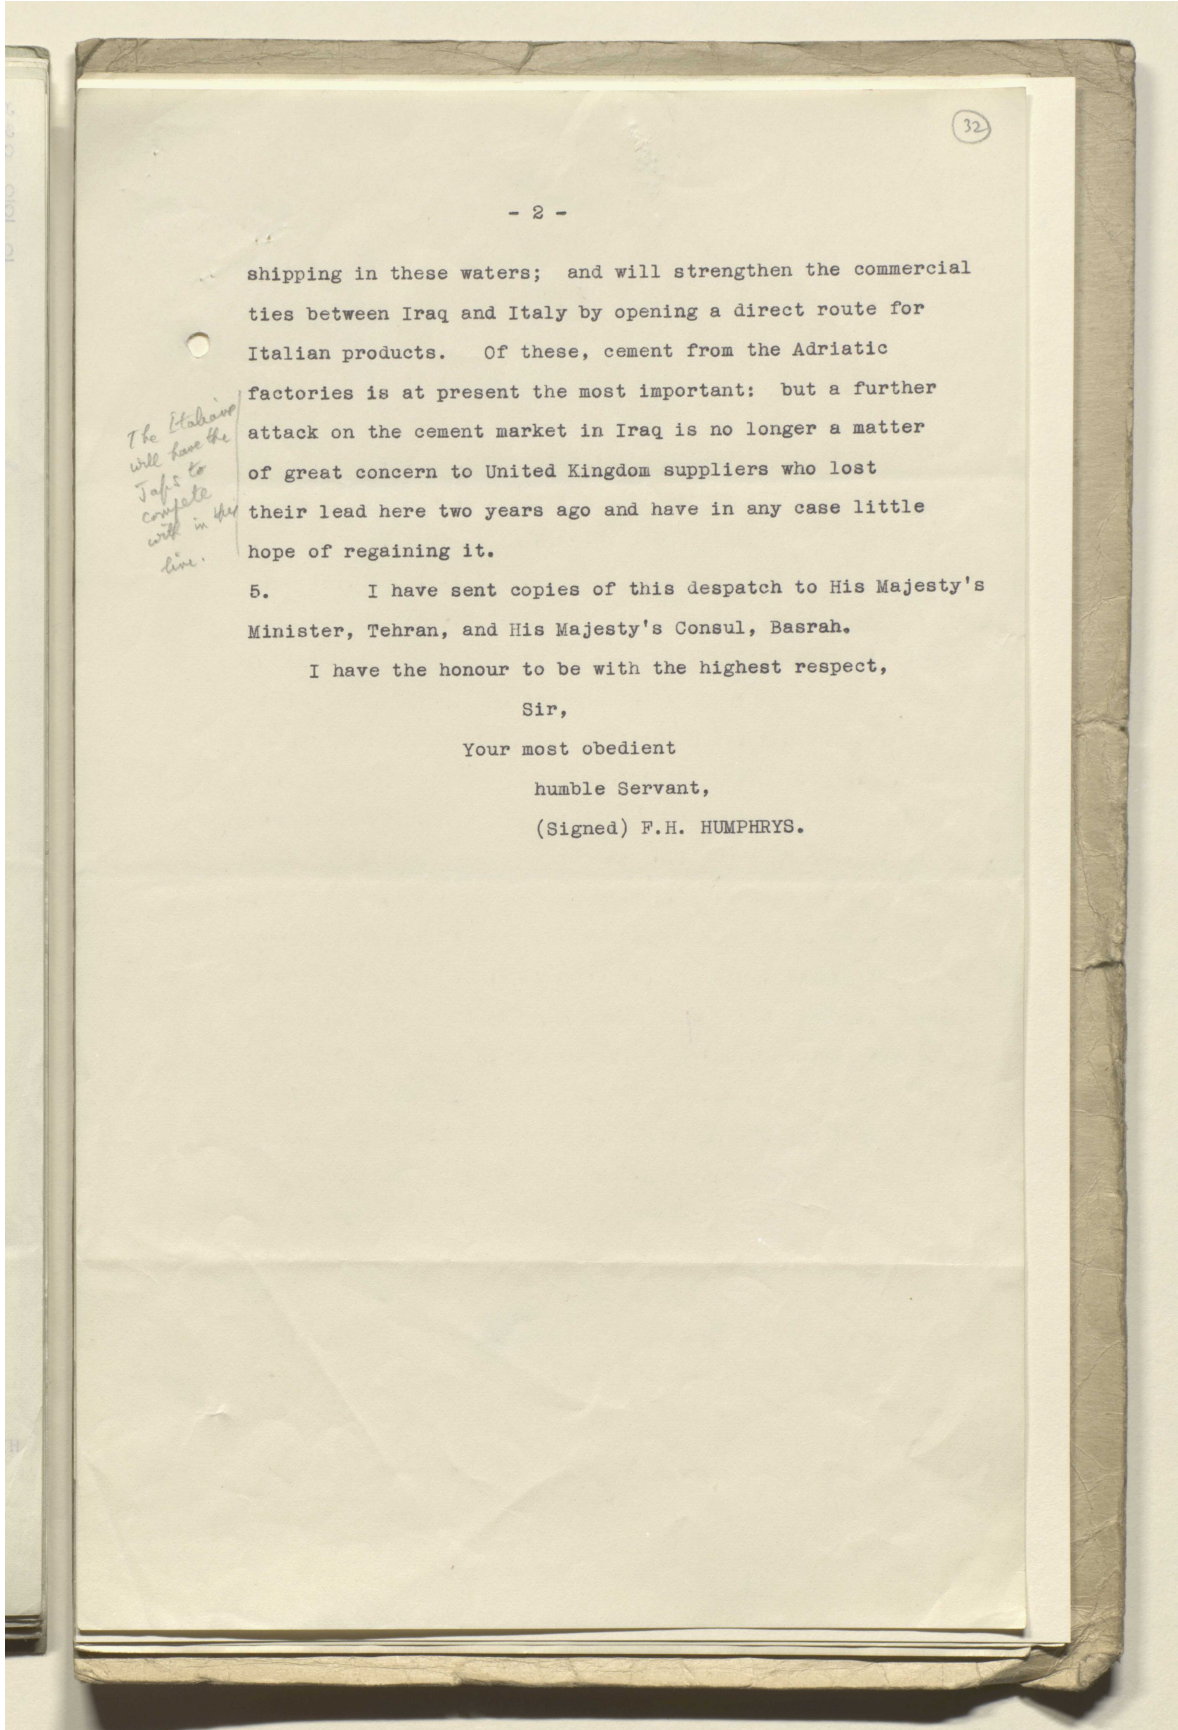 32
- 2 -
shipping in these waters; and will strengthen the commercial
ties between Iraq and Italy by opening a direct route for
Italian products. Of these, cement from the Adriatic
factories is at present the most important: but a further
attack on the cement market in Iraq is no longer a matter
of great concern to United Kingdom suppliers who lost
their lead here two years ago and have in any case little
hope of regaining it.
The Italians
will have the
Japs to
compete
with in this
line.
5. I have sent copies of this despatch to His Majesty's
Minister, Tehran, and His Majesty's Consul, Basrah.
I have the honour to be with the highest respect,
Sir,
Your most obedient
humble Servant,
(Signed) F.H. HUMPHRYS.